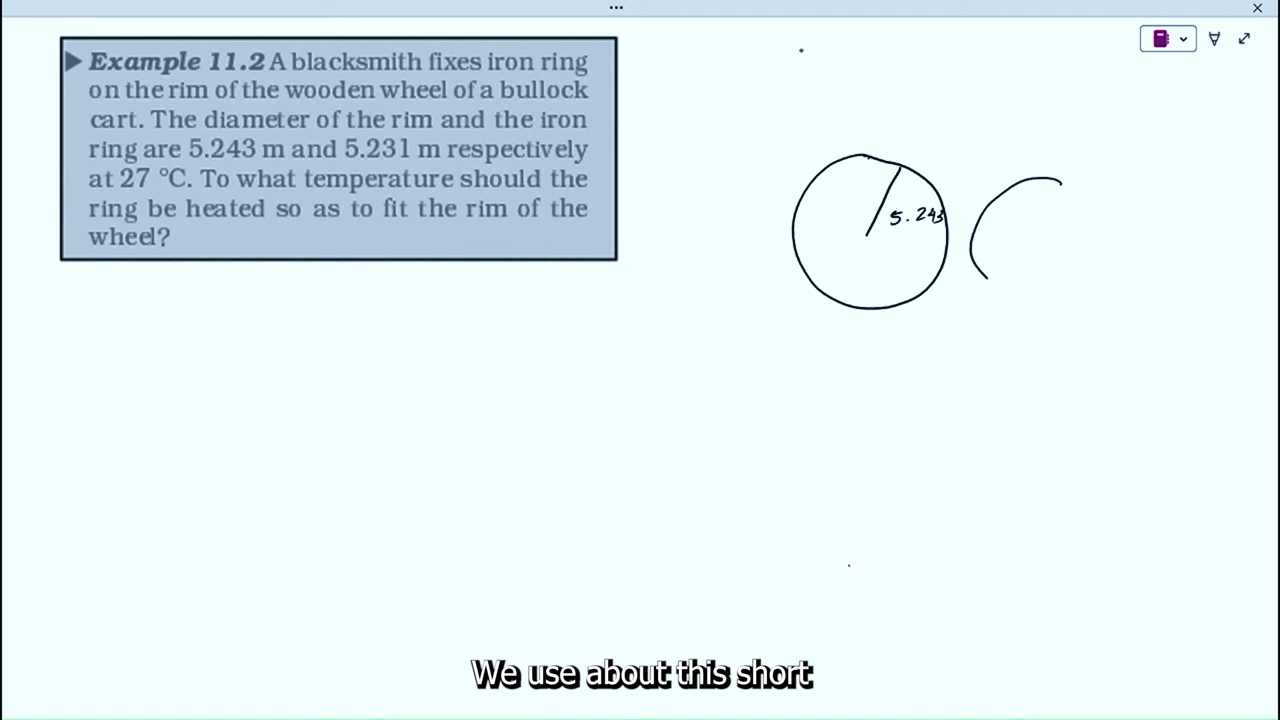 ▶ Example 11.2 A blacksmith fixes iron ring
on the rim of the wooden wheel of a bullock
cart. The diameter of the rim and the iron
ring are 5.243 m and 5.231 m respectively
at 27 °C. To what temperature should the
ring be heated so as to fit the rim of the
wheel?
5.243
We use about this short